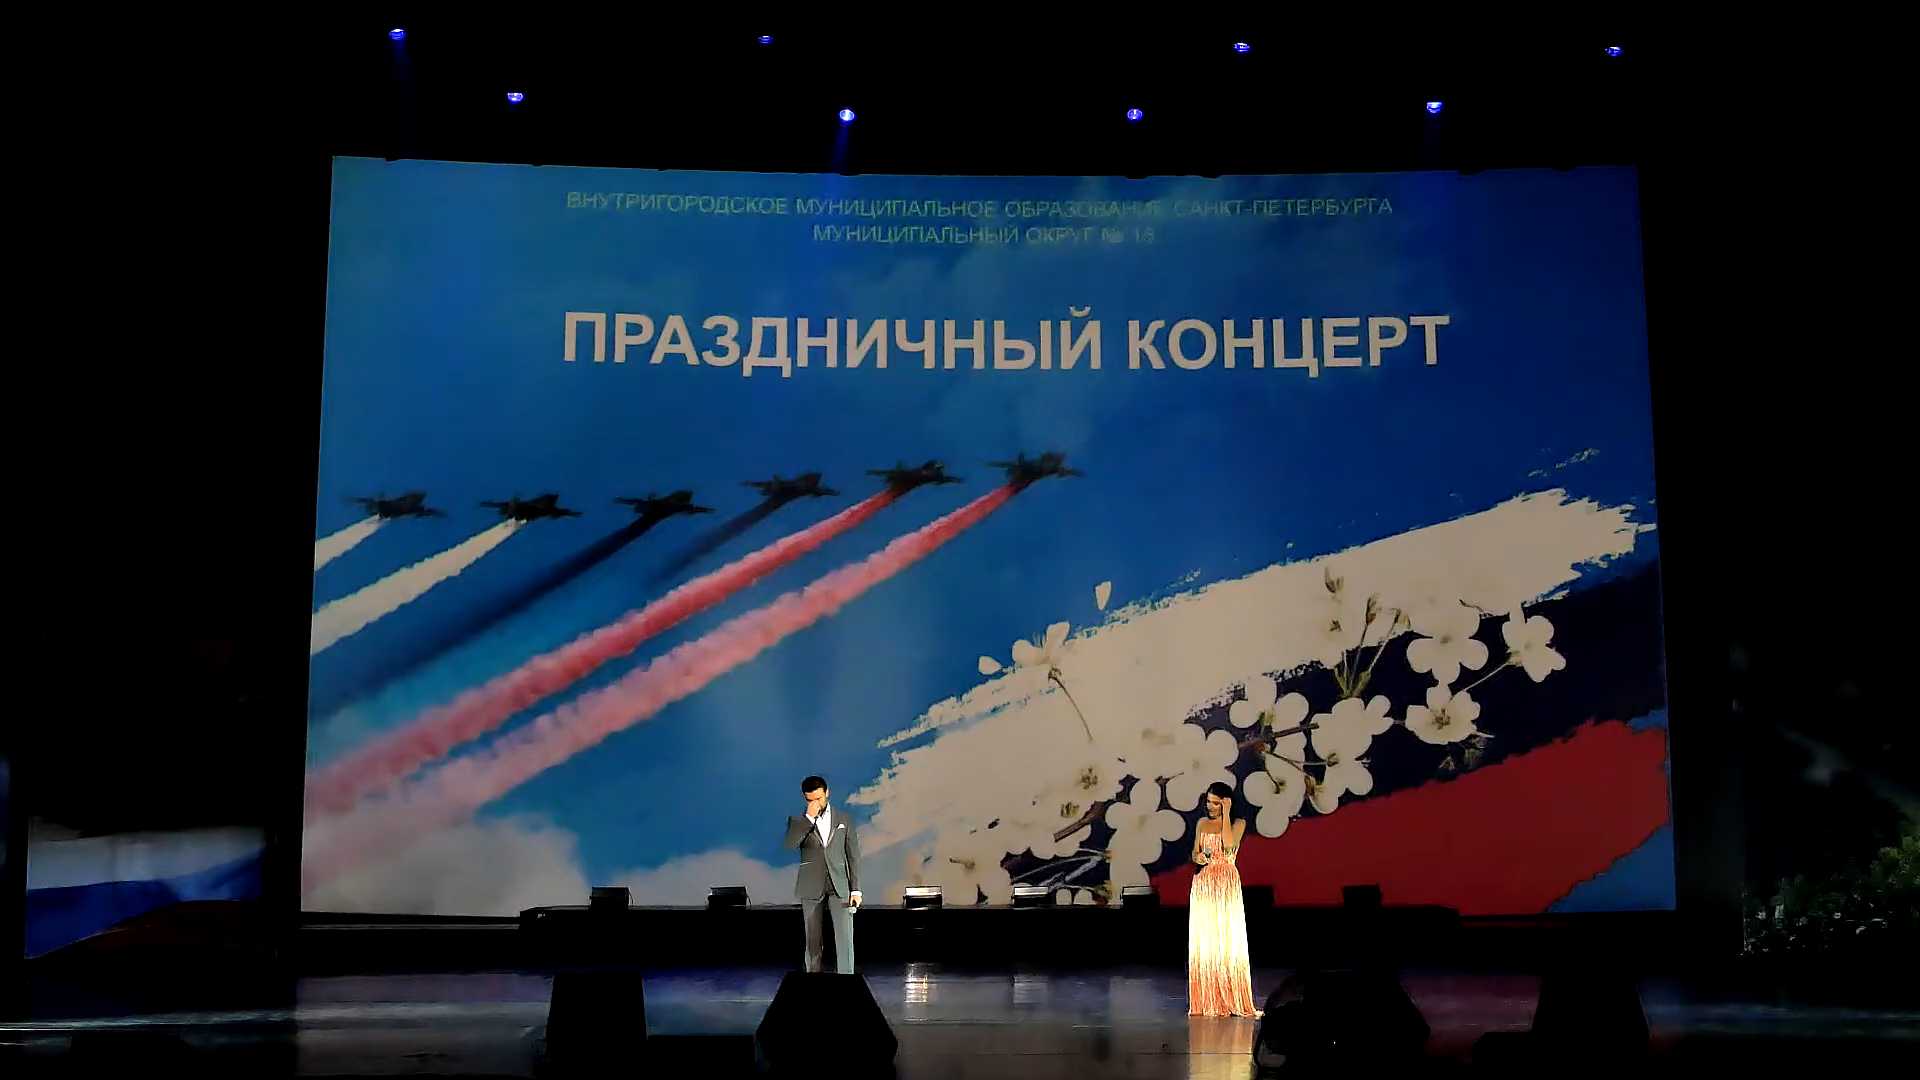 ВНУТРИГОРОДСКОЕ МУНИЦИПАЛЬНОЕ ОБРАЗОВАНИЕ САНКТ-ПЕТЕРБУРГА
МУНИЦИПАЛЬНЫЙ ОКРУГ №
ПРАЗДНИЧНЫЙ КОНЦЕРТ